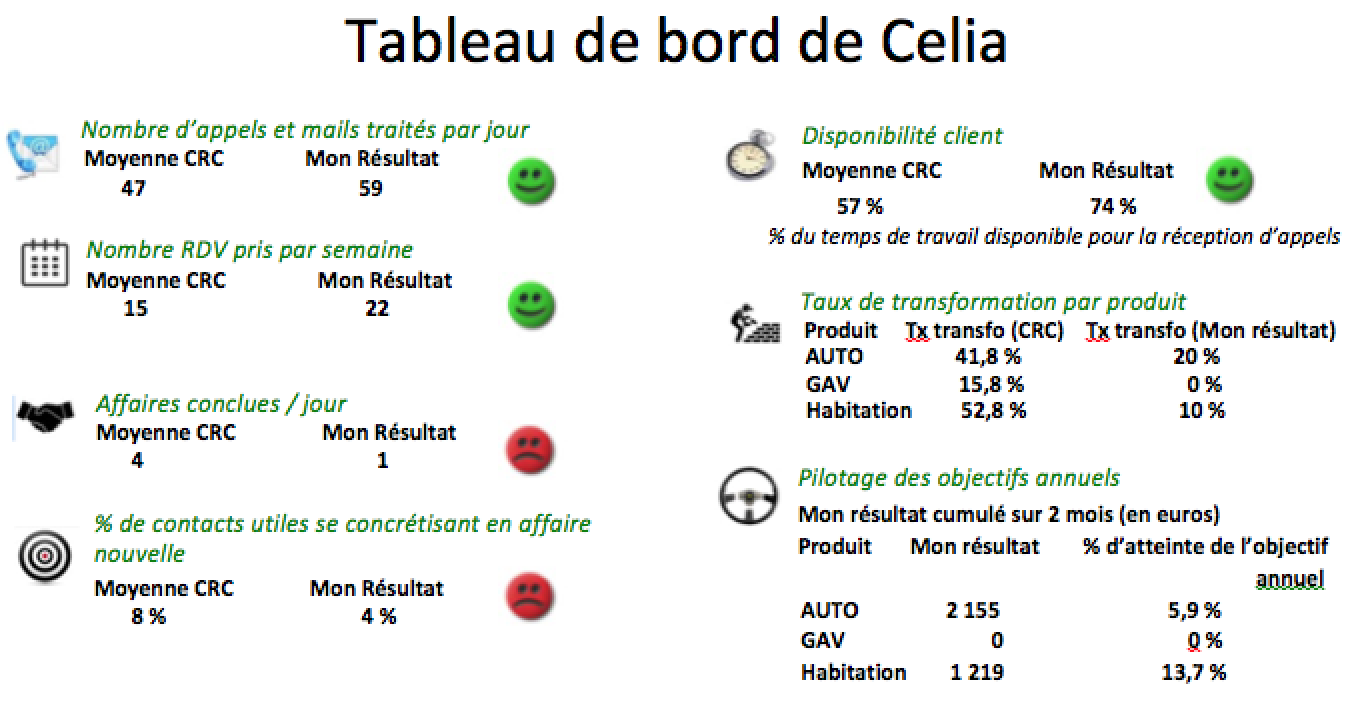 Tableau de bord de Celia
Nombre d’appels et mails traités par jour
Moyenne CRC Mon Résultat
47 59
Nombre RDV pris par semaine
Moyenne CRC Mon Résultat
15 22
Affaires conclues / jour
Moyenne CRC Mon Résultat
4 1
% de contacts utiles se concrétisant en affaire
nouvelle
Moyenne CRC Mon Résultat
8 % 4 %
Disponibilité client
Moyenne CRC Mon Résultat
57 % 74 %
% du temps de travail disponible pour la réception d’appels
Taux de transformation par produit
Produit Tx transfo (CRC) Tx transfo (Mon résultat)
AUTO 41,8 % 20 %
GAV 15,8 % 0 %
Habitation 52,8 % 10 %
Pilotage des objectifs annuels
Mon résultat cumulé sur 2 mois (en euros)
Produit Mon résultat % d’atteinte de l’objectif
annuel
AUTO 2 155 5,9 %
GAV 0 0 %
Habitation 1 219 13,7 %